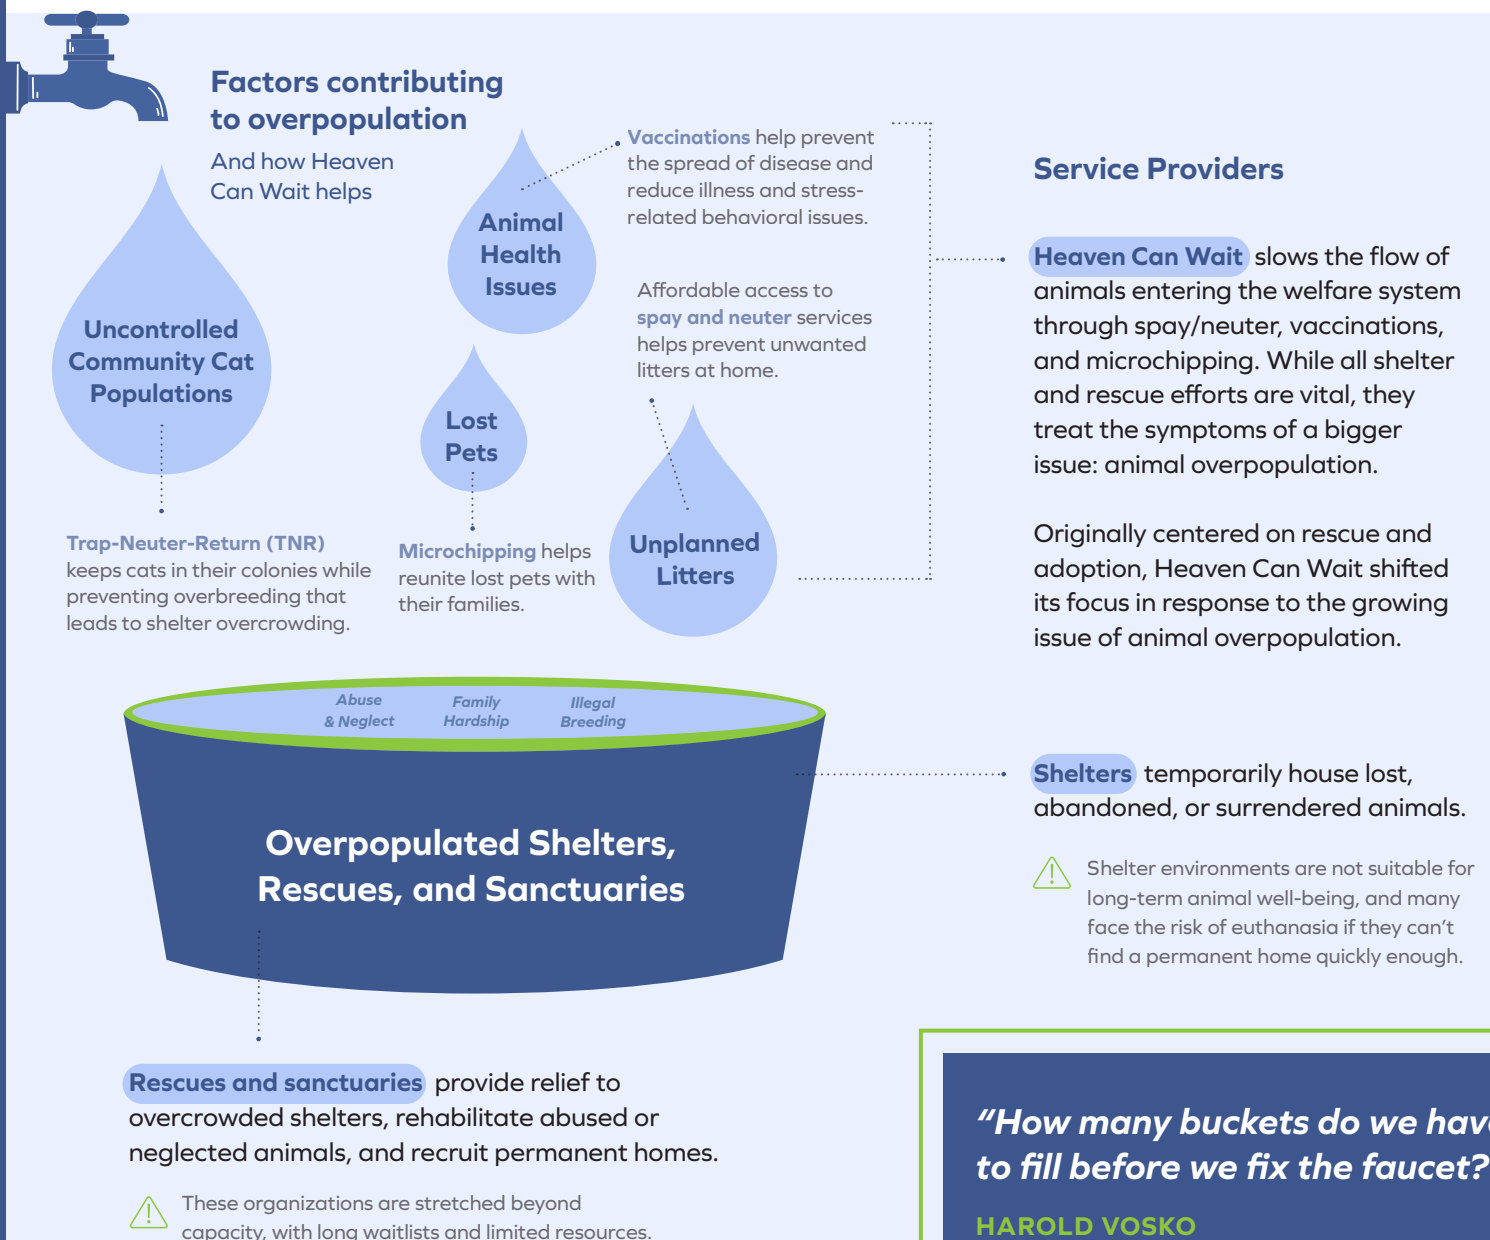 Factors contributing
to overpopulation
And how Heaven
Can Wait helps
Uncontrolled
Community Cat
Populations
Trap-Neuter-Return (TNR)
keeps cats in their colonies while
preventing overbreeding that
leads to shelter overcrowding.
Animal
Health
Issues
Vaccinations help prevent
the spread of disease and
reduce illness and stress-
related behavioral issues.
Lost
Pets
Microchipping helps
reunite lost pets with
their families.
Affordable access to
spay and neuter services
helps prevent unwanted
litters at home.
Unplanned
Litters
Abuse
& Neglect
Family
Hardship
Illegal
Breeding
Overpopulated Shelters,
Rescues, and Sanctuaries
Rescues and sanctuaries provide relief to
overcrowded shelters, rehabilitate abused or
neglected animals, and recruit permanent homes.
These organizations are stretched beyond
capacity, with long waitlists and limited resources.
Service Providers
Heaven Can Wait slows the flow of
animals entering the welfare system
through spay/neuter, vaccinations,
and microchipping. While all shelter
and rescue efforts are vital, they
treat the symptoms of a bigger
issue: animal overpopulation.
Originally centered on rescue and
adoption, Heaven Can Wait shifted
its focus in response to the growing
issue of animal overpopulation.
Shelters temporarily house lost,
abandoned, or surrendered animals.
Shelter environments are not suitable for
long-term animal well-being, and many
face the risk of euthanasia if they can't
find a permanent home quickly enough.
“How many buckets do we have
to fill before we fix the faucet?
HAROLD VOSKO